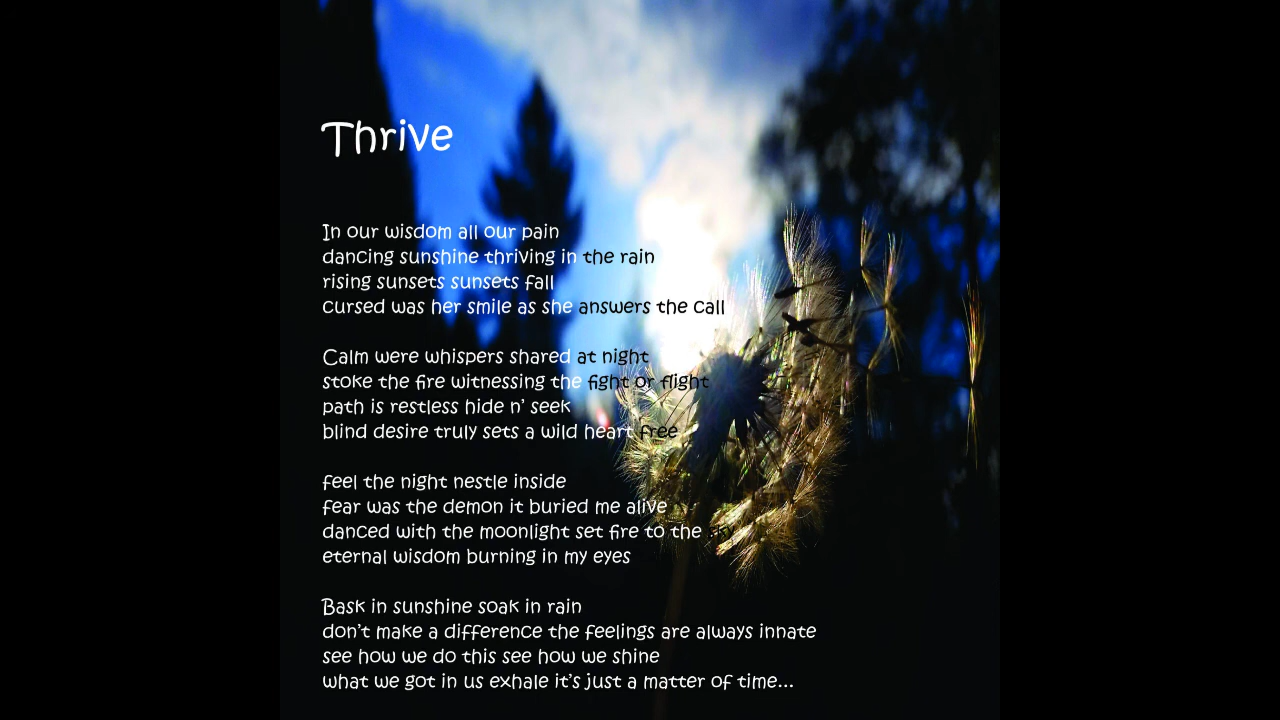 Thrive
In our wisdom all our pain
dancing sunshine thriving in the rain
rising sunsets sunsets fall
cursed was her smile as she answers the call
Calm were whispers shared at night
stoke the fire witnessing the fight or flight
path is restless hide n' seek
blind desire truly sets a wild heart free
feel the night nestle inside
fear was the demon it buried me alive
danced with the moonlight set fire to the sky
eternal wisdom burning in my eyes
Bask in sunshine soak in rain
don't make a difference the feelings are always innate
see how we do this see how we shine
what we got in us exhale it's just a matter of time...